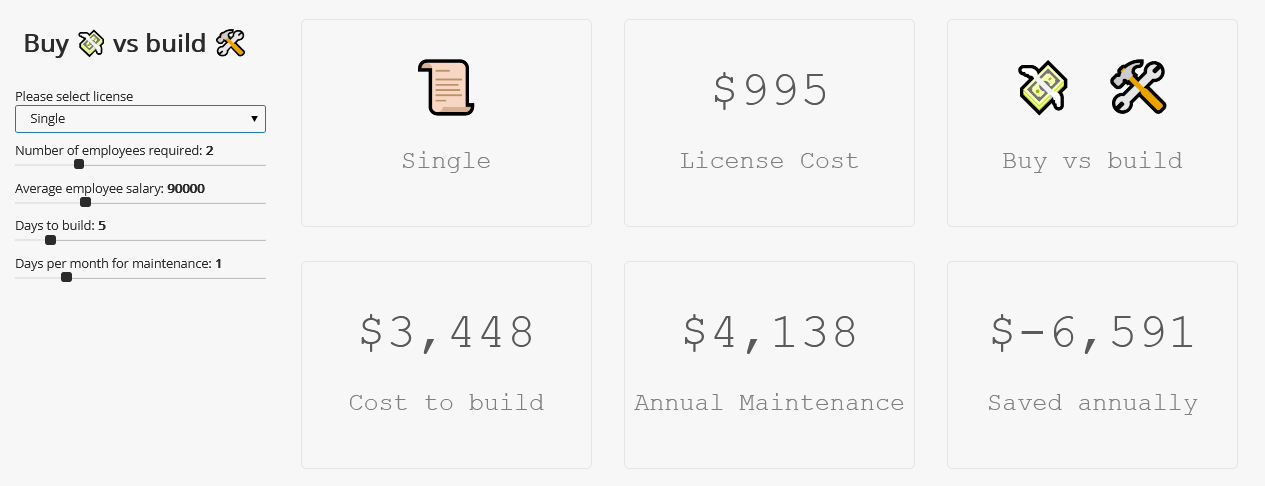 Buy vs build
Please select license
Single
Number of employees required: 2
Average employee salary: 90000
Days to build: 5
Days per month for maintenance: 1
Single
$995
License Cost
Buy vs build
$3,448
Cost to build
$4,138
Annual Maintenance
$-6,591
Saved annually